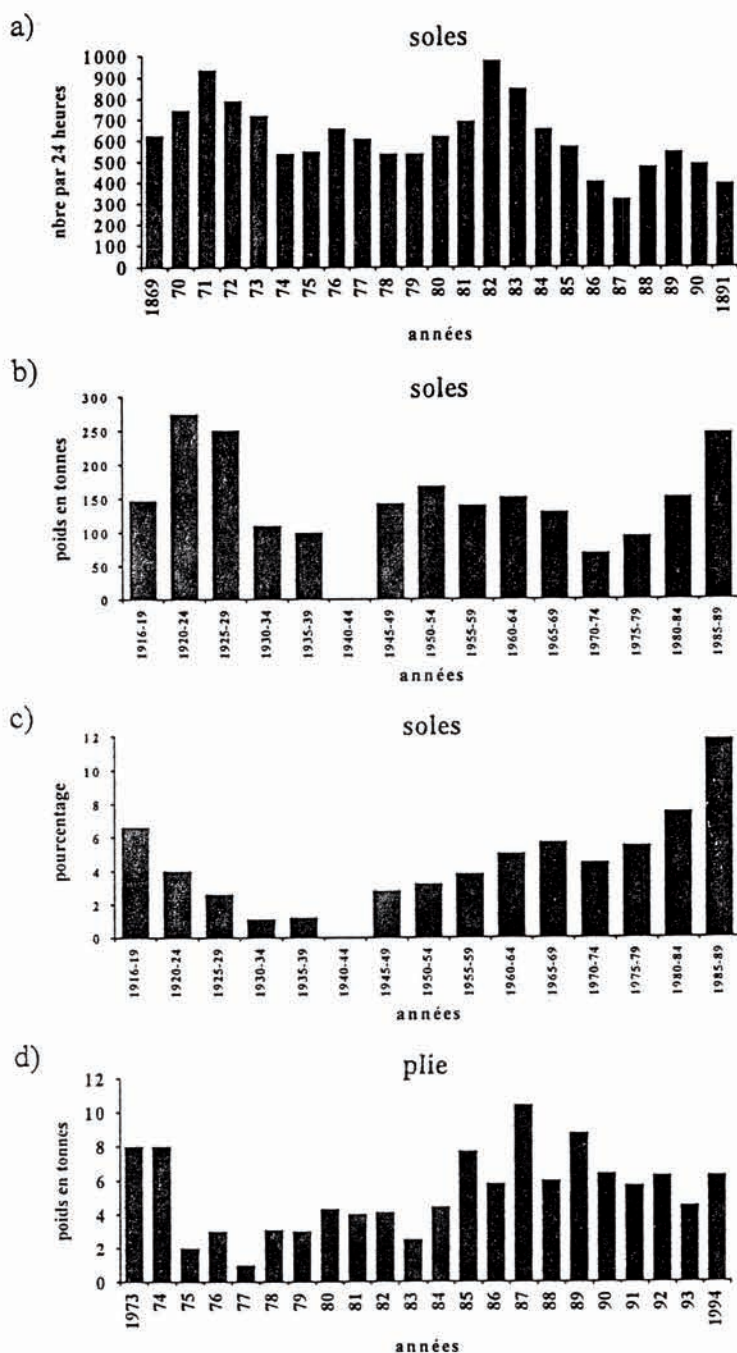 a)
soles
nbre par 24 heures
1000
900
800
700
600
500
400
300
200
100
0
1869 70 71 72 73 74 75 76 77 78 79 80 81 82 83 84 85 86 87 88 89 90 1891
années
b)
soles
poids en tonnes
300
250
200
150
100
50
0
1916-19 1920-24 1925-29 1930-34 1935-39 1940-44 1945-49 1950-54 1955-59 1960-64 1965-69 1970-74 1975-79 1980-84 1985-89
années
c)
soles
pourcentage
12
10
8
6
4
2
0
1916-19 1920-24 1925-29 1930-34 1935-39 1940-44 1945-49 1950-54 1955-59 1960-64 1965-69 1970-74 1975-79 1980-84 1985-89
années
d)
plie
poids en tonnes
12
10
8
6
4
2
0
1973 74 75 76 77 78 79 80 81 82 83 84 85 86 87 88 89 90 91 92 93 1994
années